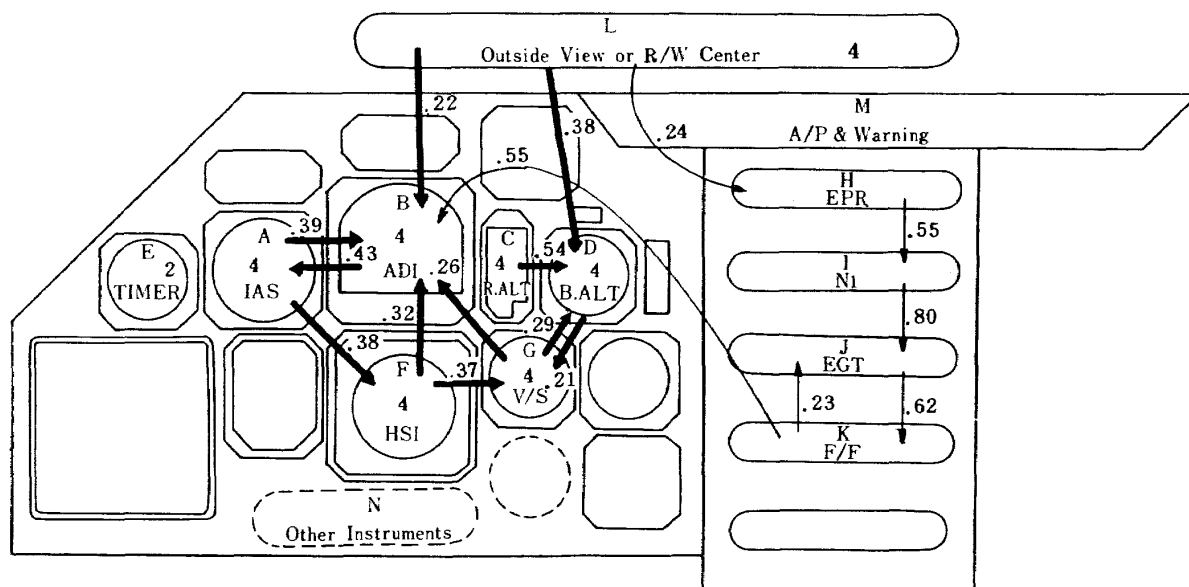 L
Outside View or R/W Center 4
M
A/P & Warning
.22
.38
.24
.55
H
EPR
B
4
ADI
A
4
IAS
.39
.43
.26
C
4
R.ALT
.54
D
4
B.ALT
E
2
TIMER
.55
I
N1
.32
.29
.80
.38
F
4
HSI
.37
G
4
V/S
.21
J
EGT
.23
.62
K
F/F
N
Other Instruments